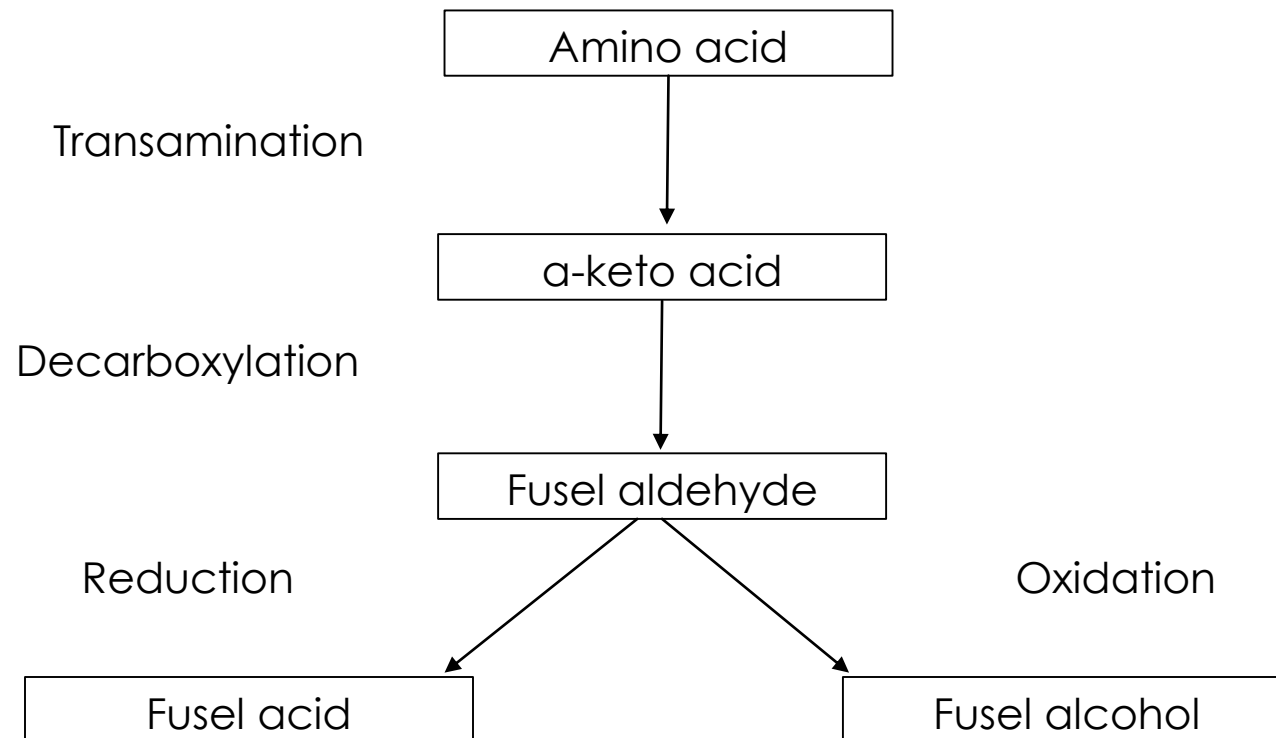 Amino acid
Transamination
α-keto acid
Decarboxylation
Fusel aldehyde
Reduction
Oxidation
Fusel acid
Fusel alcohol